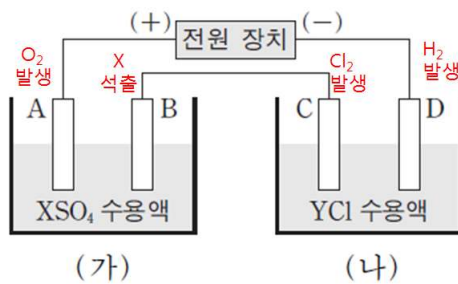 (+) 전원 장치 (−)
O₂ 발생
X 석출
Cl₂ 발생
H₂ 발생
A B C D
XSO₄ 수용액 YCl 수용액
(가) (나)